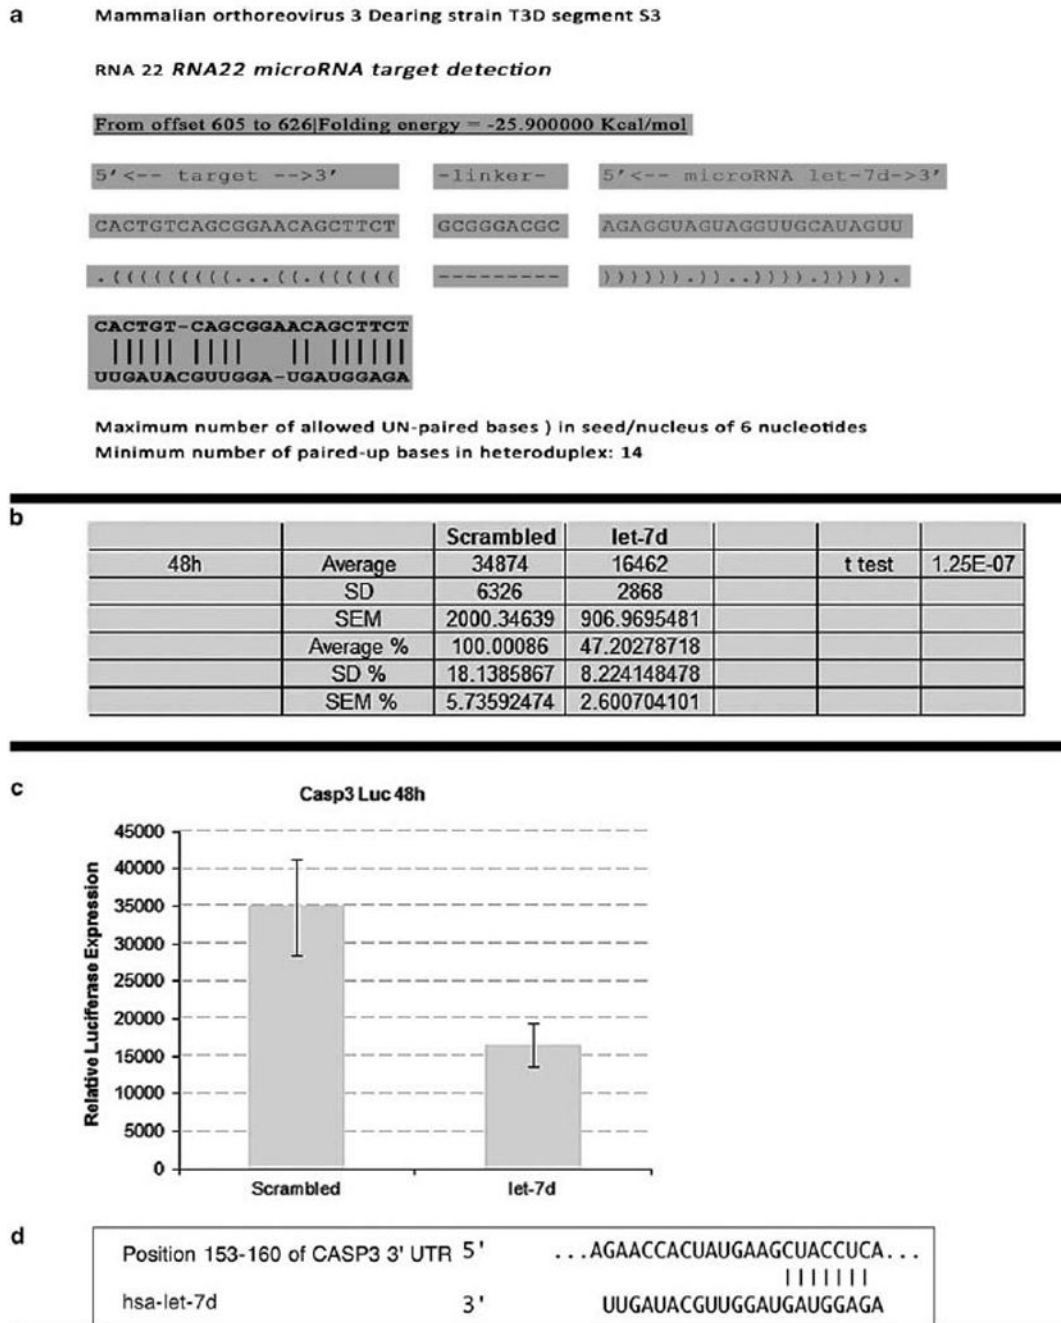 a
Mammalian orthoreovirus 3 Dearing strain T3D segment S3
RNA 22 RNA22 microRNA target detection
From offset 605 to 626|Folding energy = -25.900000 Kcal/mol
5'<-- target -->3' -linker- 5'<-- microRNA let-7d->3'
CACTGTCAGCGGAACAGCTTCT GCGGGACGC AGAGGUAGUAGGUUGCAUAGUU
.(((((((((...((.(((((( --------- )))))).))..)))).))))).
CACTGT-CAGCGGAACAGCTTCT
||||| |||| || ||||||
UUGAUACGUUGGA-UGAUGGAGA
Maximum number of allowed UN-paired bases ) in seed/nucleus of 6 nucleotides
Minimum number of paired-up bases in heteroduplex: 14
b
Scrambled let-7d
48h Average 34874 16462 t test 1.25E-07
SD 6326 2868
SEM 2000.34639 906.9695481
Average % 100.00086 47.20278718
SD % 18.1385867 8.224148478
SEM % 5.73592474 2.600704101
c
Casp3 Luc 48h
Relative Luciferase Expression
45000
40000
35000
30000
25000
20000
15000
10000
5000
0
Scrambled let-7d
d
Position 153-160 of CASP3 3' UTR 5' ...AGAACCACUAUGAAGCUACCUCA...
|||||||
hsa-let-7d 3' UUGAUACGUUGGAUGAUGGAGA